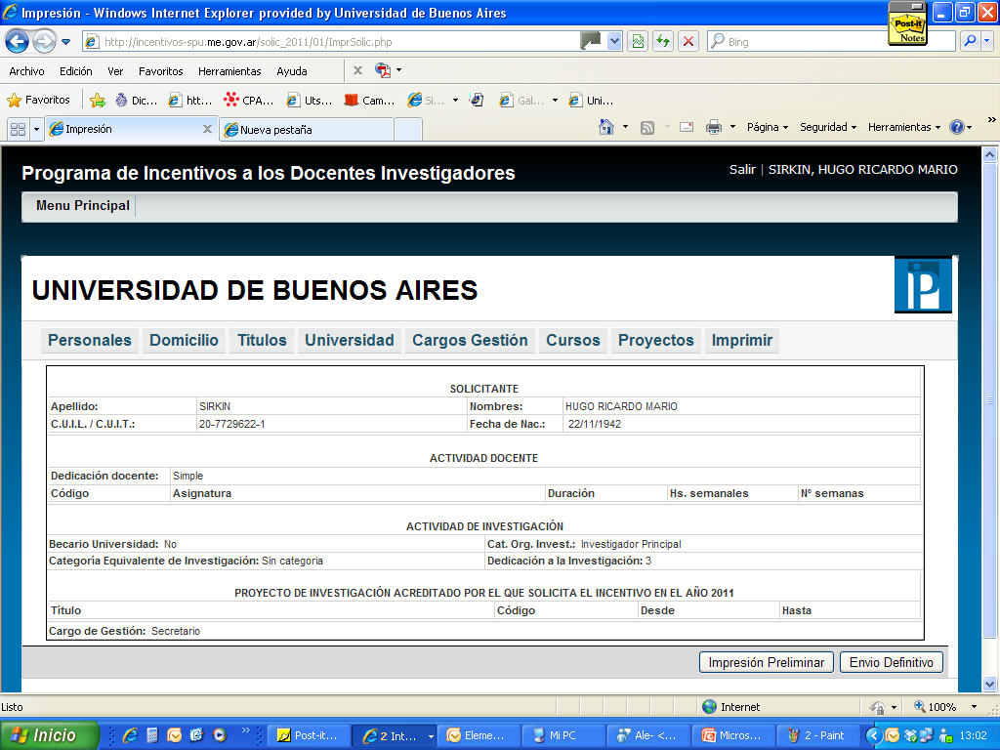 Impresión - Windows Internet Explorer provided by Universidad de Buenos Aires
Post-it
Notes
http://incentivos-spu.me.gov.ar/solic_2011/01/ImprSolic.php
Bing
Archivo Edición Ver Favoritos Herramientas Ayuda
Favoritos Dic... htt... CPA... Uts... Cam... Si... Gal... Uni...
Impresión Nueva pestaña
Página Seguridad Herramientas
Programa de Incentivos a los Docentes Investigadores
Salir | SIRKIN, HUGO RICARDO MARIO
Menu Principal
UNIVERSIDAD DE BUENOS AIRES
Personales Domicilio Titulos Universidad Cargos Gestión Cursos Proyectos Imprimir
SOLICITANTE
Apellido: SIRKIN Nombres: HUGO RICARDO MARIO
C.U.I.L. / C.U.I.T.: 20-7729622-1 Fecha de Nac.: 22/11/1942
ACTIVIDAD DOCENTE
Dedicación docente: Simple
Código Asignatura Duración Hs. semanales Nº semanas
ACTIVIDAD DE INVESTIGACIÓN
Becario Universidad: No Cat. Org. Invest.: Investigador Principal
Categoría Equivalente de Investigación: Sin categoria Dedicación a la Investigación: 3
PROYECTO DE INVESTIGACIÓN ACREDITADO POR EL QUE SOLICITA EL INCENTIVO EN EL AÑO 2011
Título Código Desde Hasta
Cargo de Gestión: Secretario
Impresión Preliminar Envio Definitivo
Listo Internet 100%
Inicio Post-it... 2 Int... Eleme... Mi PC Ale- <... Micros... 2 - Paint 13:02